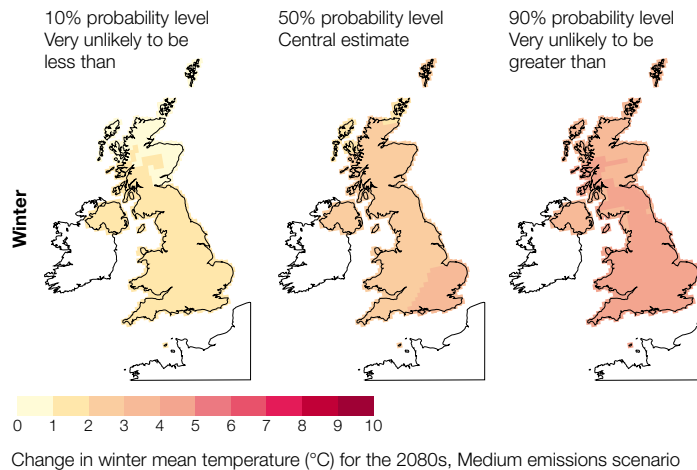 10% probability level
Very unlikely to be
less than
50% probability level
Central estimate
90% probability level
Very unlikely to be
greater than
Winter
0 1 2 3 4 5 6 7 8 9 10
Change in winter mean temperature (°C) for the 2080s, Medium emissions scenario